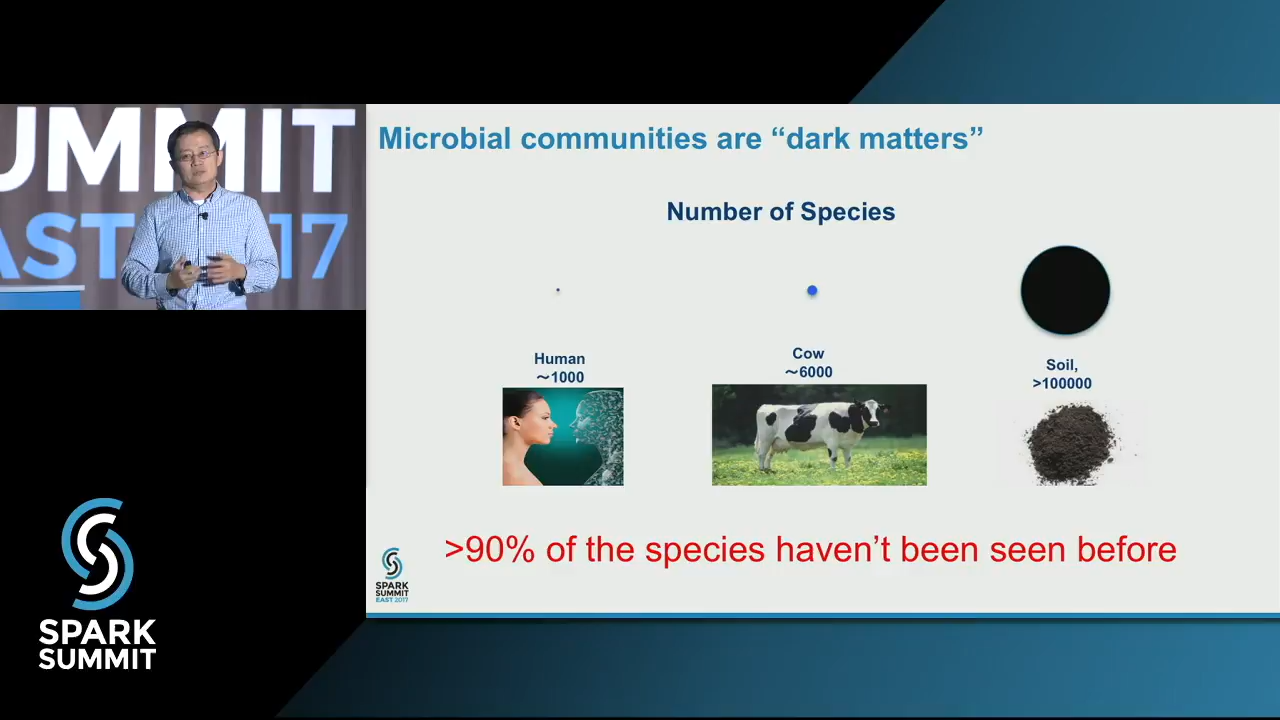 UMMIT
AST 2017
Microbial communities are “dark matters”
Number of Species
Human
~1000
Cow
~6000
Soil,
>100000
>90% of the species haven’t been seen before
SPARK
SUMMIT
EAST 2017
SPARK
SUMMIT